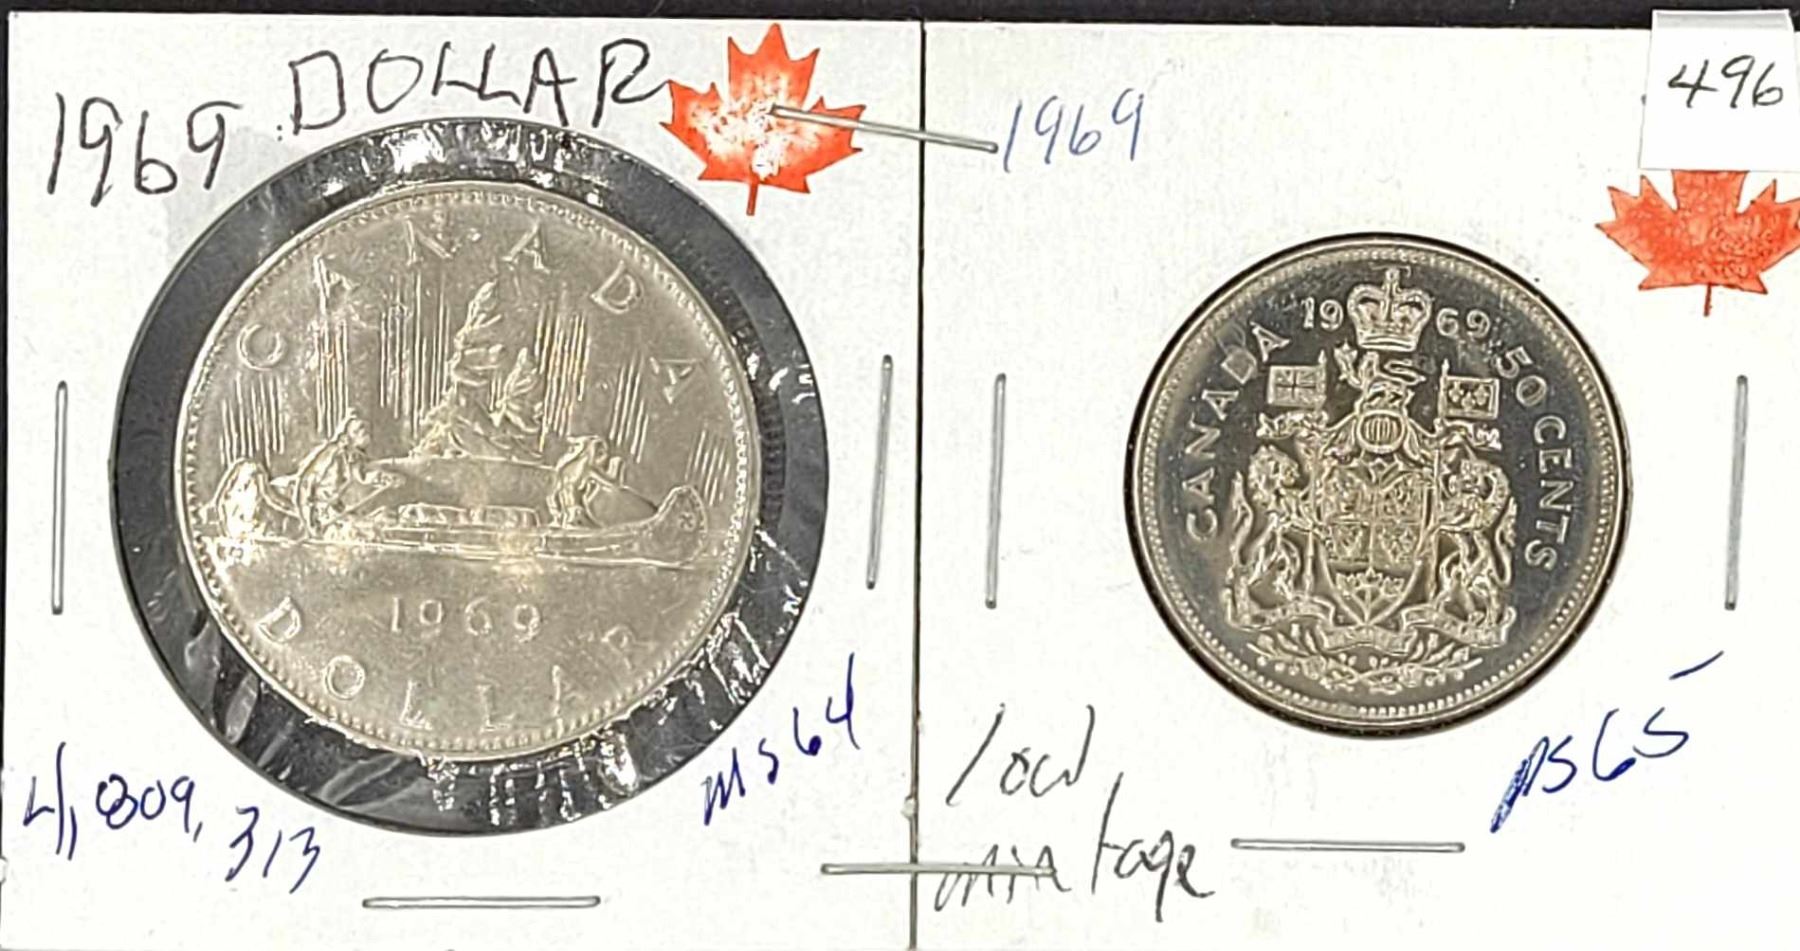 1969 DOLLAR
CANADA
1969
DOLLAR
4,809,313
MS64
496
1969
CANADA 1969 50 CENTS
low
mintage
MS65